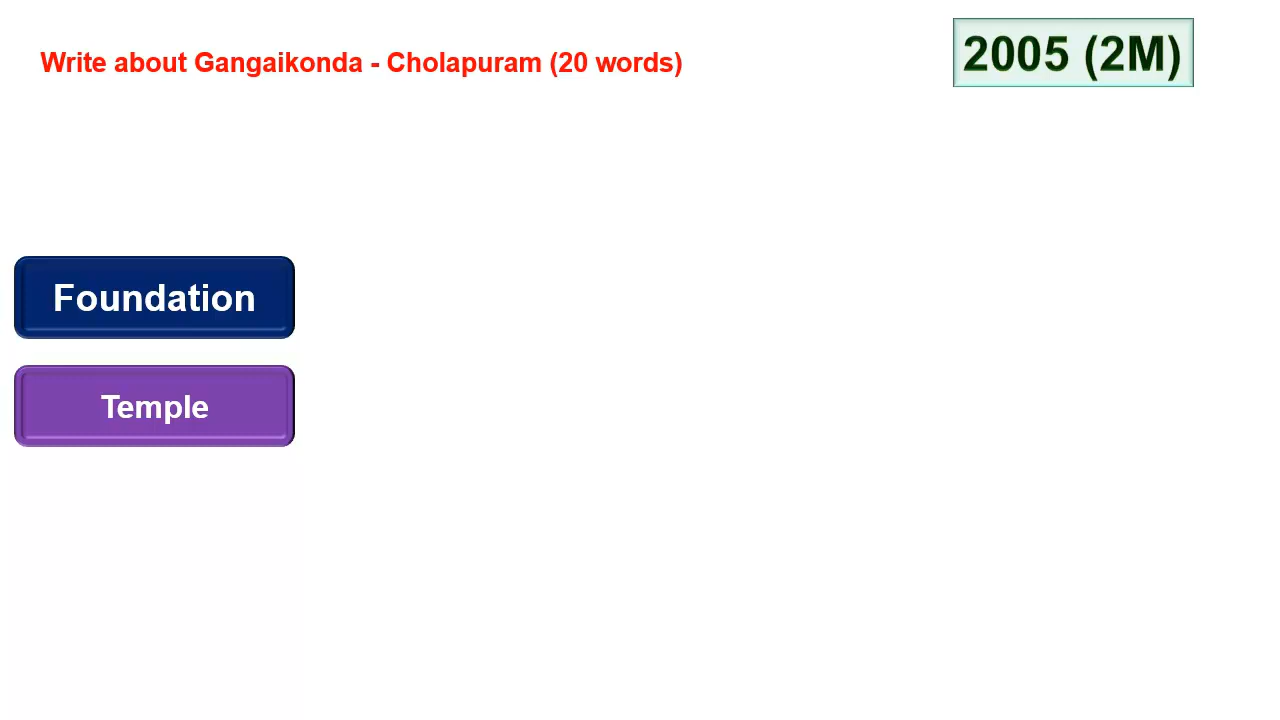 Write about Gangaikonda - Cholapuram (20 words)
2005 (2M)
Foundation
Temple